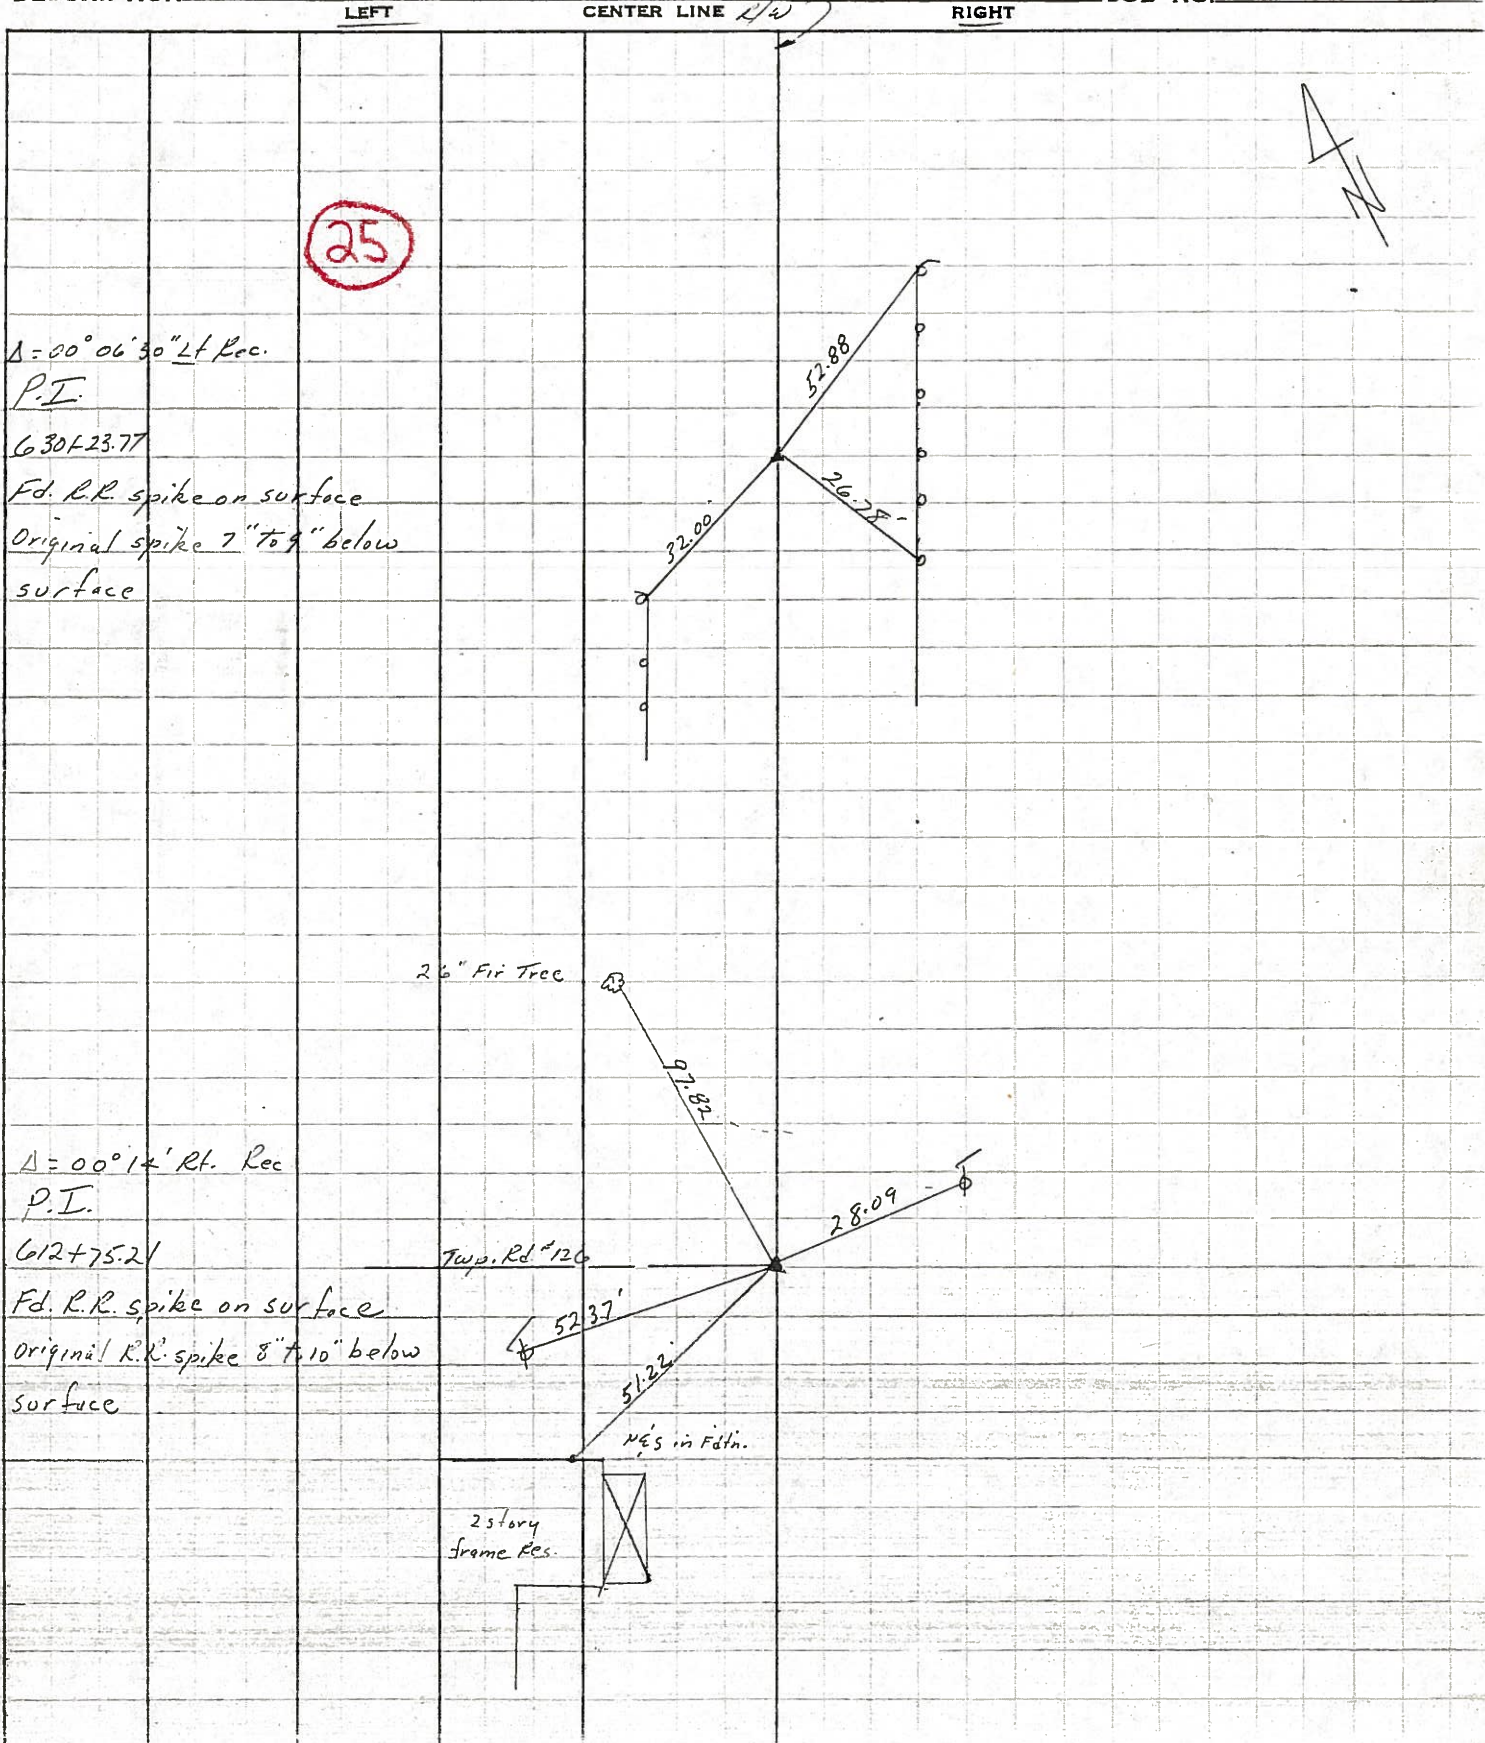 LEFT CENTER LINE R/W RIGHT
25
Δ=00°06'30" Lt Rec.
P.I.
630+23.77
Fd. R.R. spike on surface
Original spike 7" to 9" below
surface
52.88
26.28
32.00'
26" Fir Tree
97.82
Δ=00°14' Rt. Rec
P.I.
612+75.21
Fd. R.R. spike on surface
Original R.R. spike 8" to 10" below
surface
28.09
Twp. Rd. #126
52.37'
51.22'
N&S in Fdtn.
2 story
frame Res.